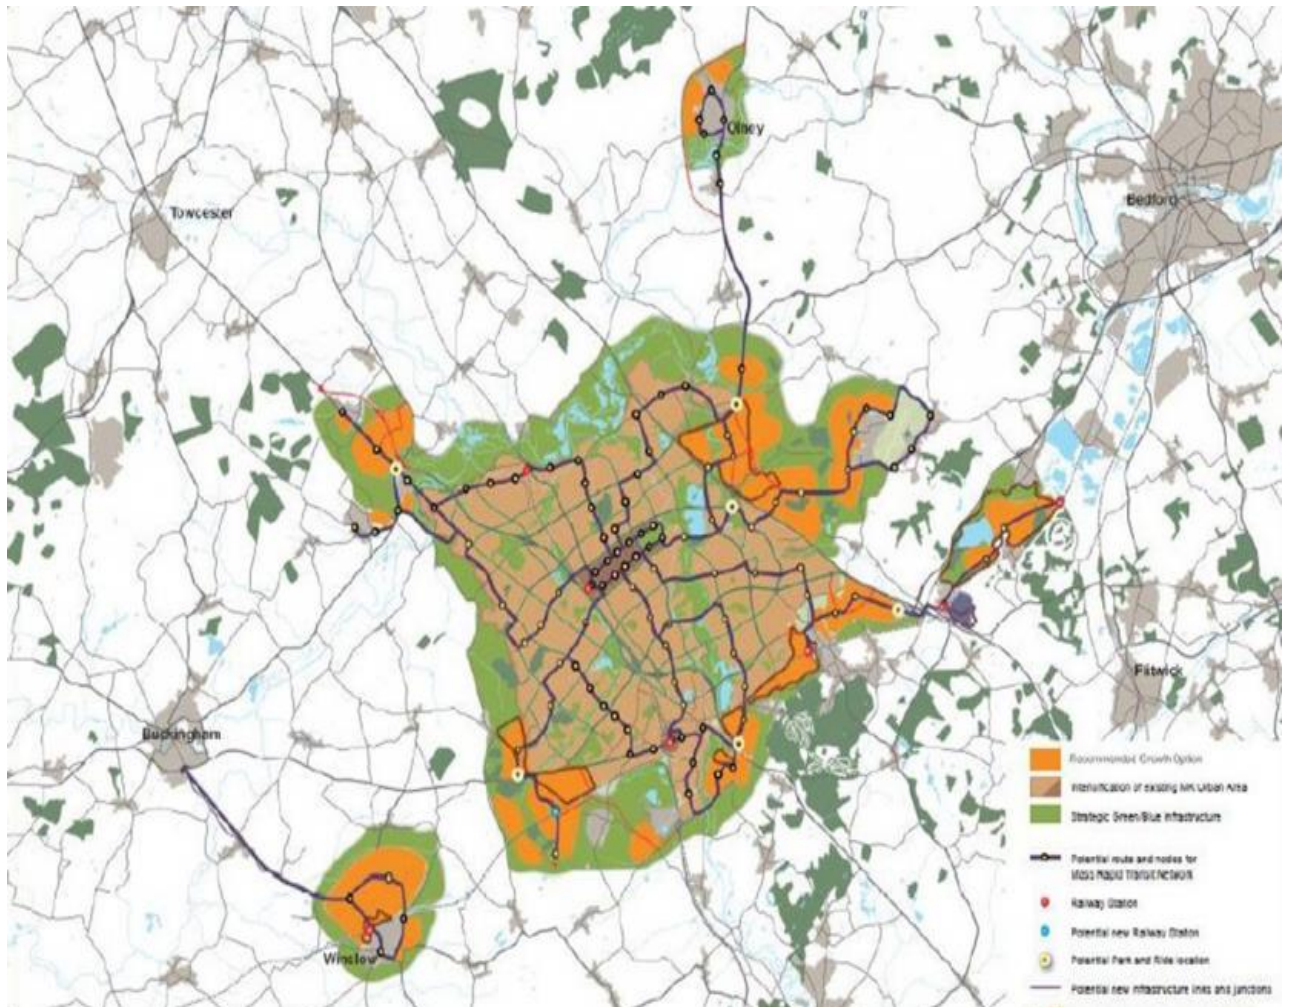 Olney
Towcester
Bedford
Flitwick
Buckingham
Winslow
Recommended Growth Option
Intensification of existing MK Urban Area
Strategic Green/Blue Infrastructure
Potential route and nodes for
Mass Rapid Transit Network
Railway Station
Potential new Railway Station
Potential Park and Ride location
Potential new infrastructure links and junctions